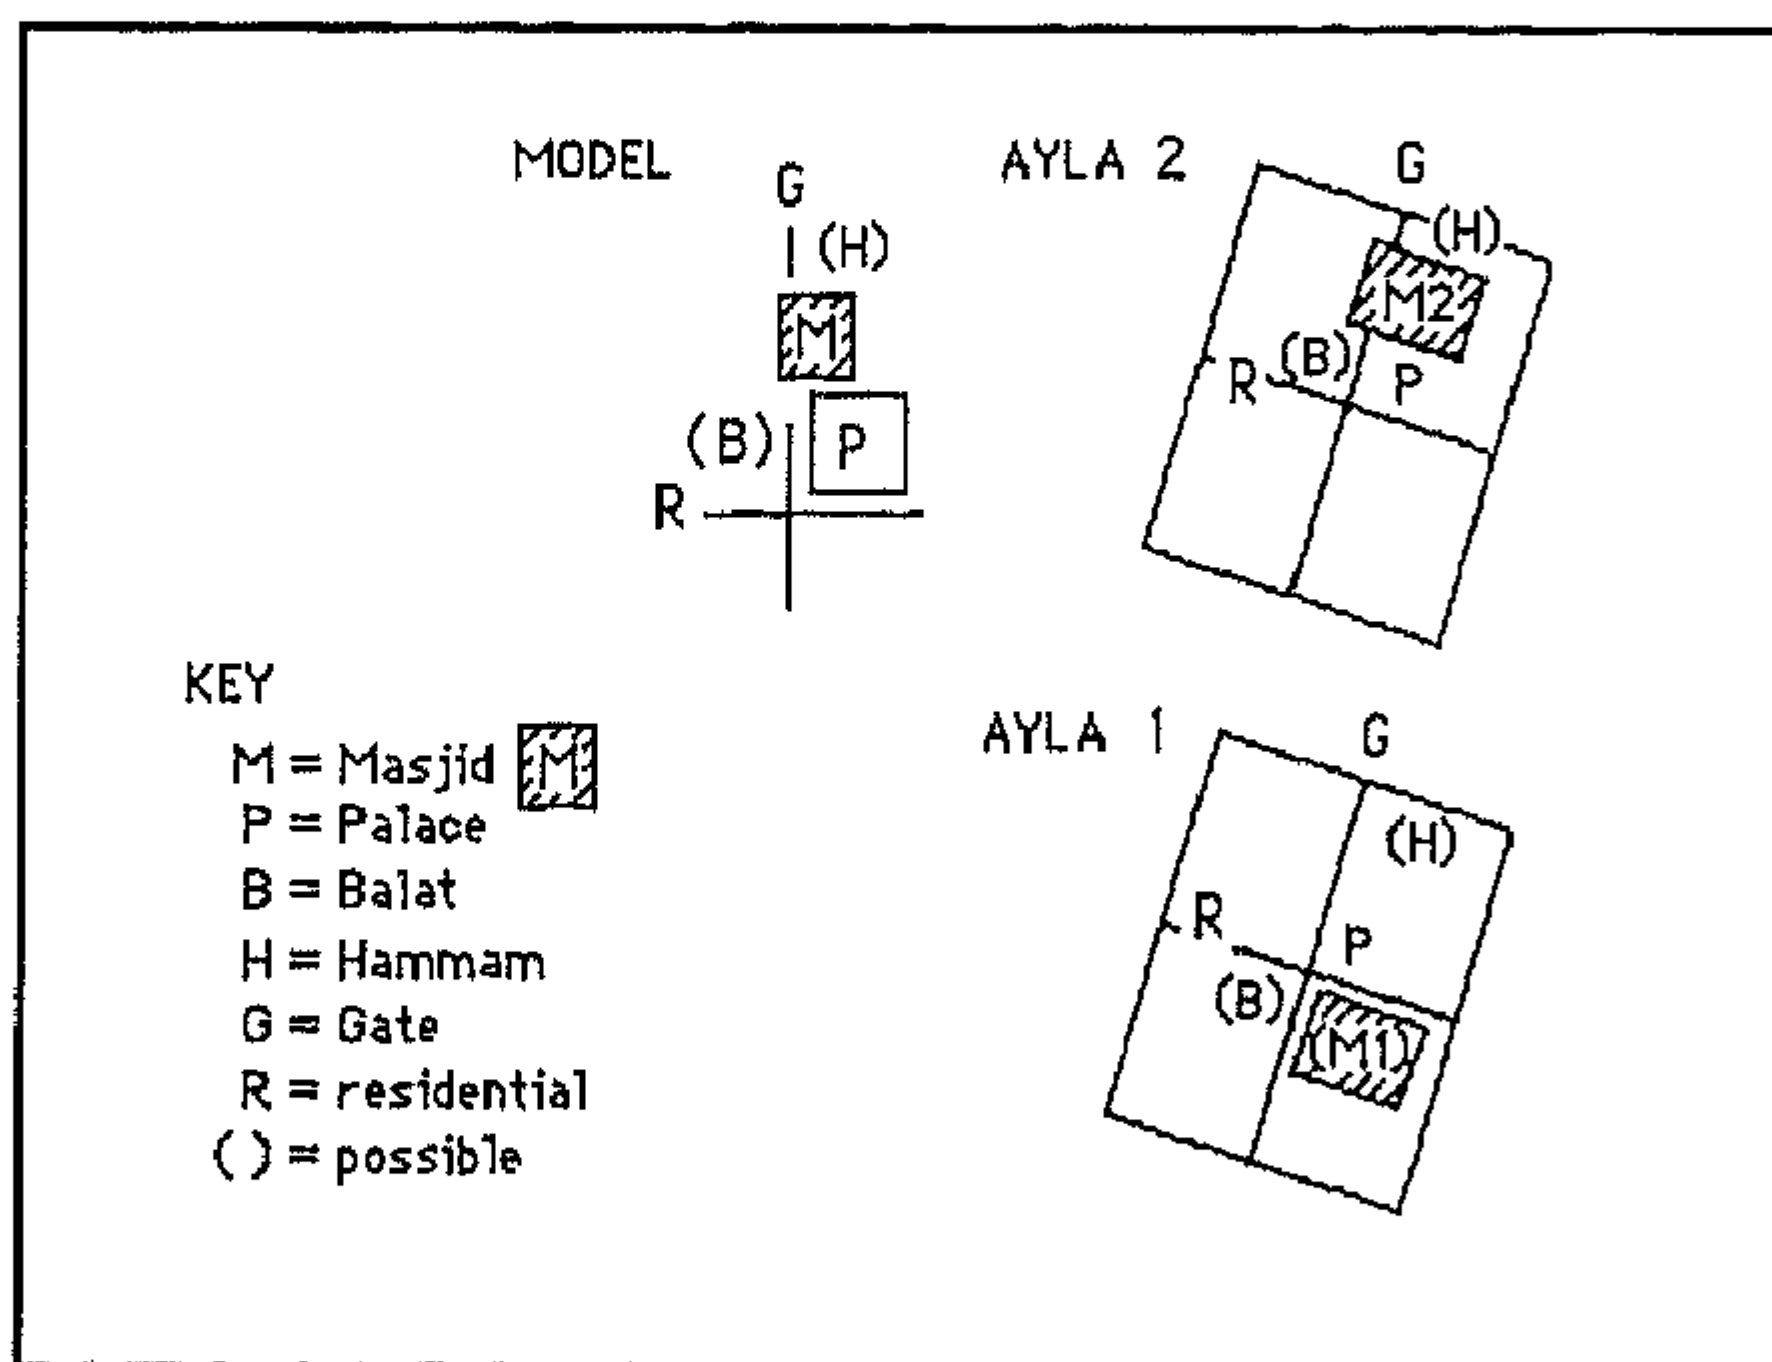 MODEL
G
(H)
M
(B)
P
R
AYLA 2
G
(H)
M2
(B)
R
P
KEY
M = Masjid M
P = Palace
B = Balat
H = Hammam
G = Gate
R = residential
( ) = possible
AYLA 1
G
(H)
R
P
(B)
(M1)